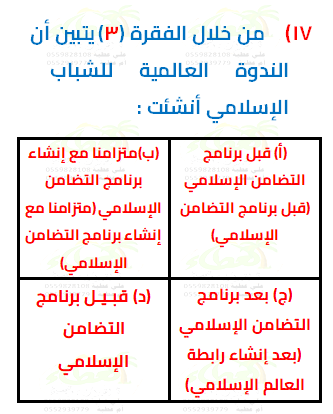 ١٧) من خلال الفقرة (٣) يتبين أن
الندوة العالمية للشباب
الإسلامي أنشئت :
(أ) قبل برنامج
التضامن الإسلامي
(قبل برنامج التضامن
الإسلامي)
(ب)متزامنا مع إنشاء
برنامج التضامن
الإسلامي (متزامنا مع
إنشاء برنامج التضامن
الإسلامي)
(ج) بعد برنامج
التضامن الإسلامي
(بعد إنشاء رابطة
العالم الإسلامي)
(د) قبيل برنامج
التضامن
الإسلامي